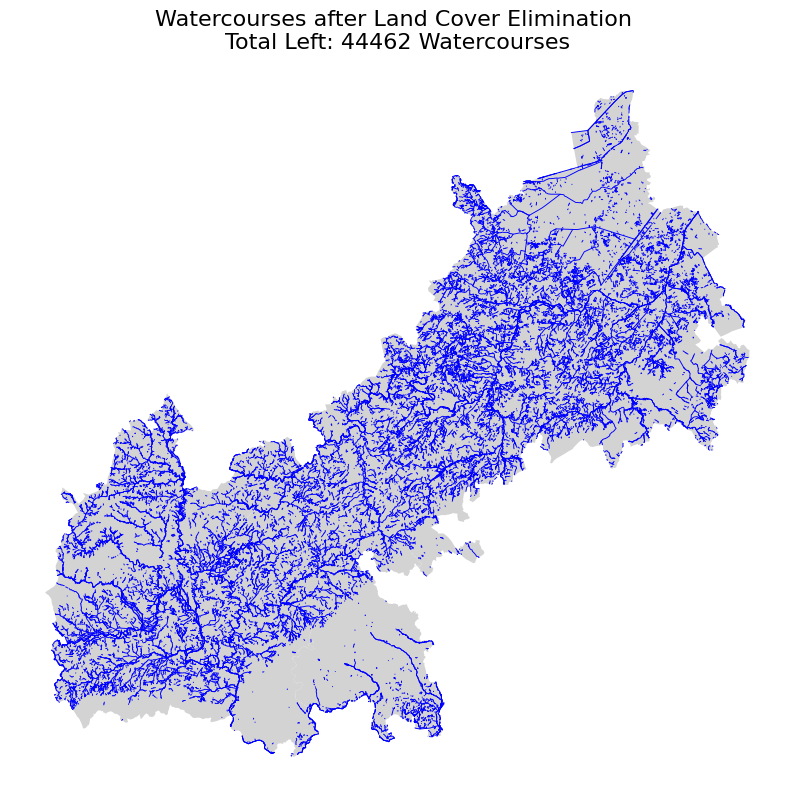 Watercourses after Land Cover Elimination
Total Left: 44462 Watercourses